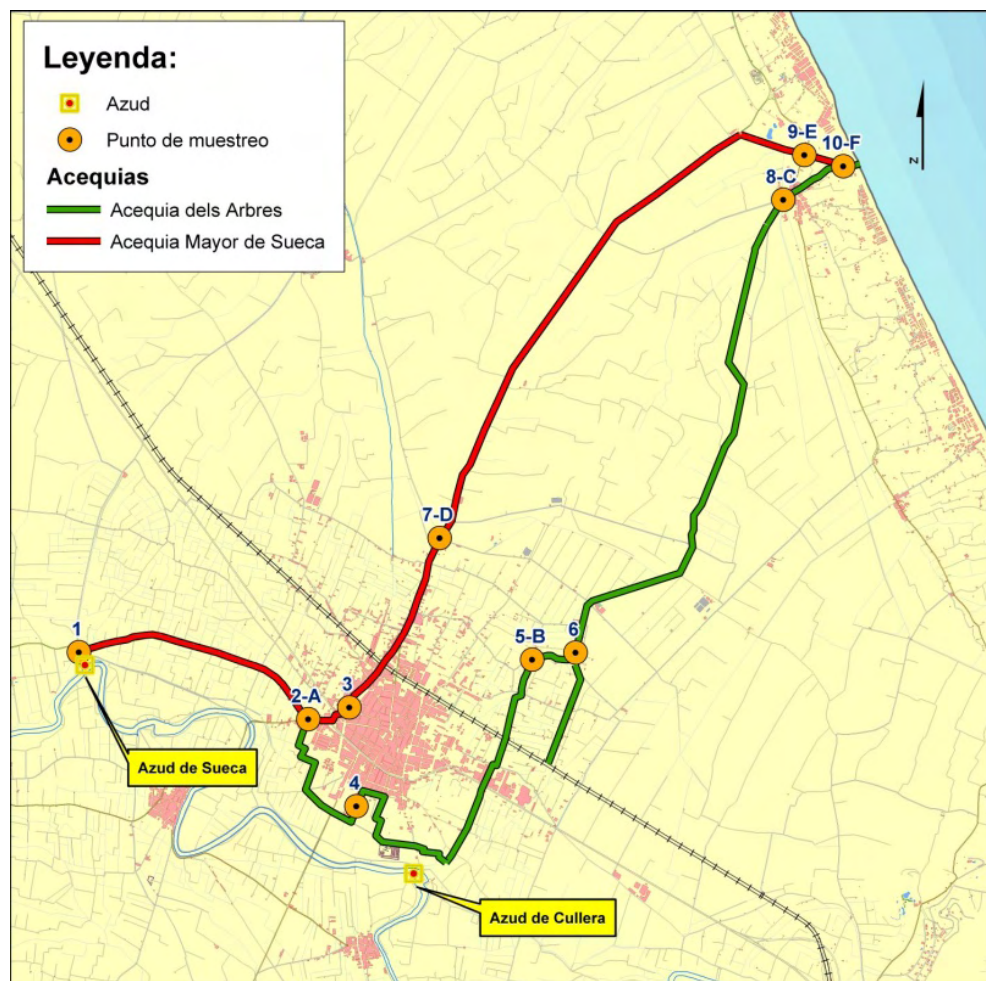 Leyenda:
Azud
Punto de muestreo
Acequias
Acequia dels Arbres
Acequia Mayor de Sueca
9-E
10-F
8-C
N
7-D
1
5-B
6
2-A
3
Azud de Sueca
4
Azud de Cullera